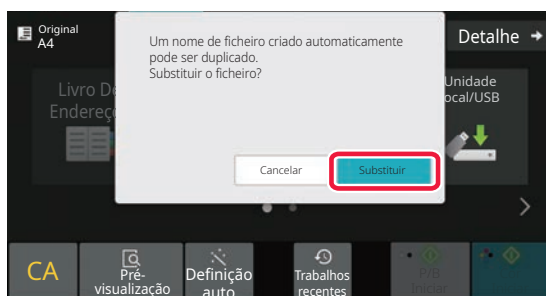 Original
A4
Um nome de ficheiro criado automaticamente
pode ser duplicado.
Substituir o ficheiro?
Detalhe
Livro D
Endereç
Unidade
ocal/USB
Cancelar
Substituir
CA
Pré-
visualização
Definição
auto
Trabalhos
recentes
P/B
Iniciar